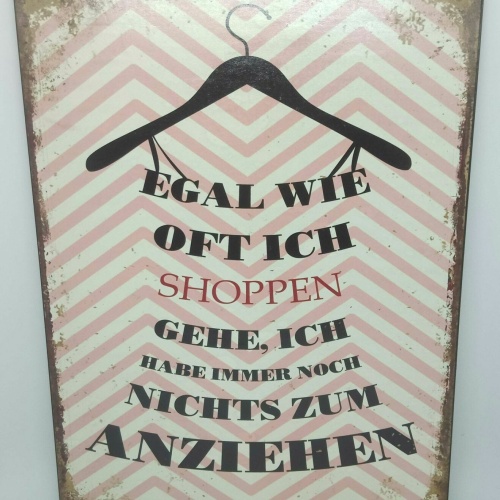 EGAL WIE
OFT ICH
SHOPPEN
GEHE, ICH
HABE IMMER NOCH
NICHTS ZUM
ANZIEHEN